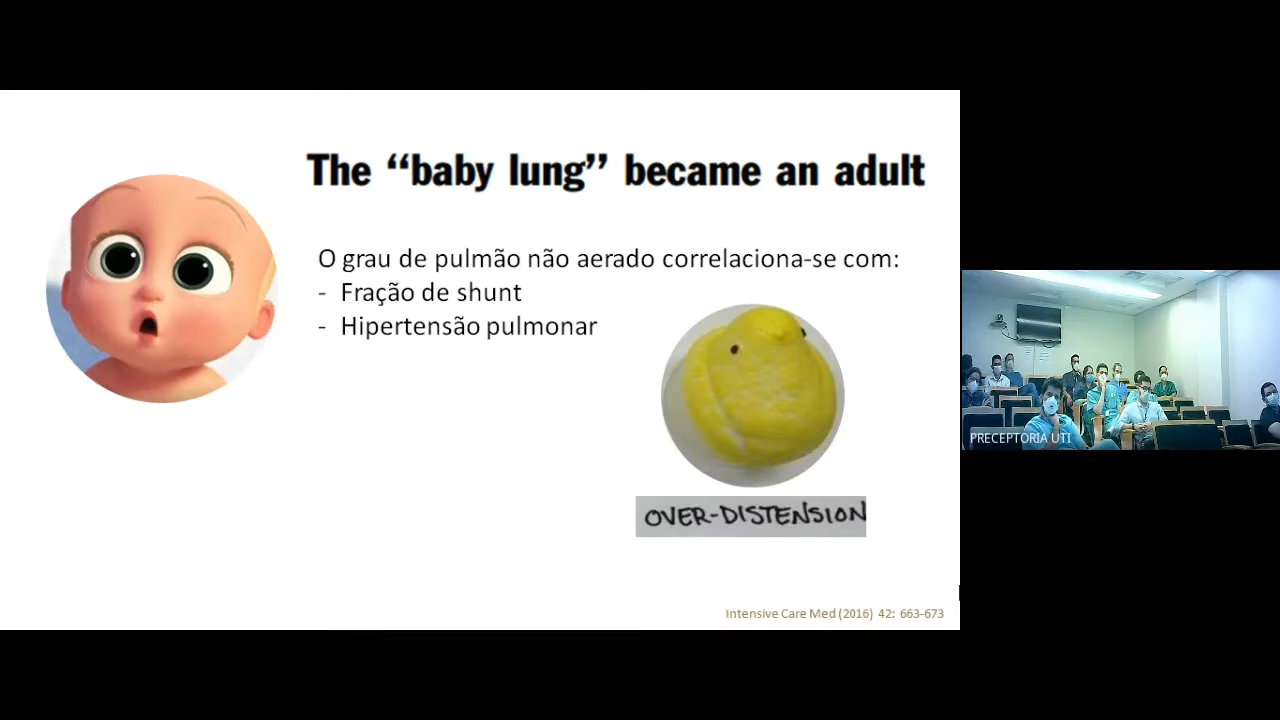 The “baby lung” became an adult
O grau de pulmão não aerado correlaciona-se com:
- Fração de shunt
- Hipertensão pulmonar
OVER-DISTENSION
Intensive Care Med (2016) 42: 663-673
PRECEPTORIA UTI